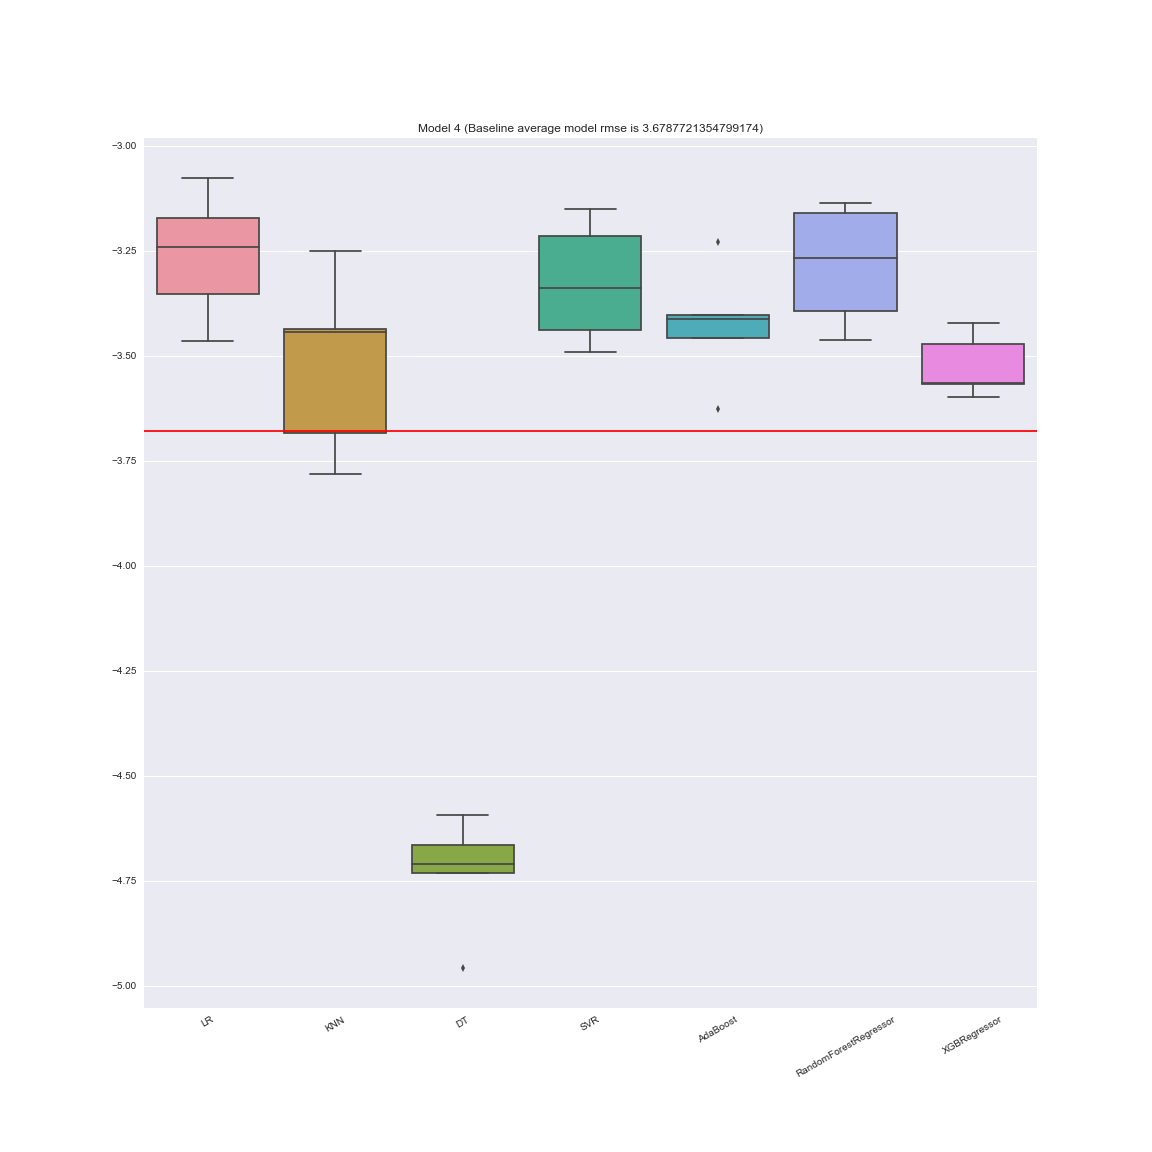 Model 4 (Baseline average model rmse is 3.6787721354799174)
−3.00
−3.25
−3.50
−3.75
−4.00
−4.25
−4.50
−4.75
−5.00
LR
KNN
DT
SVR
AdaBoost
RandomForestRegressor
XGBRegressor